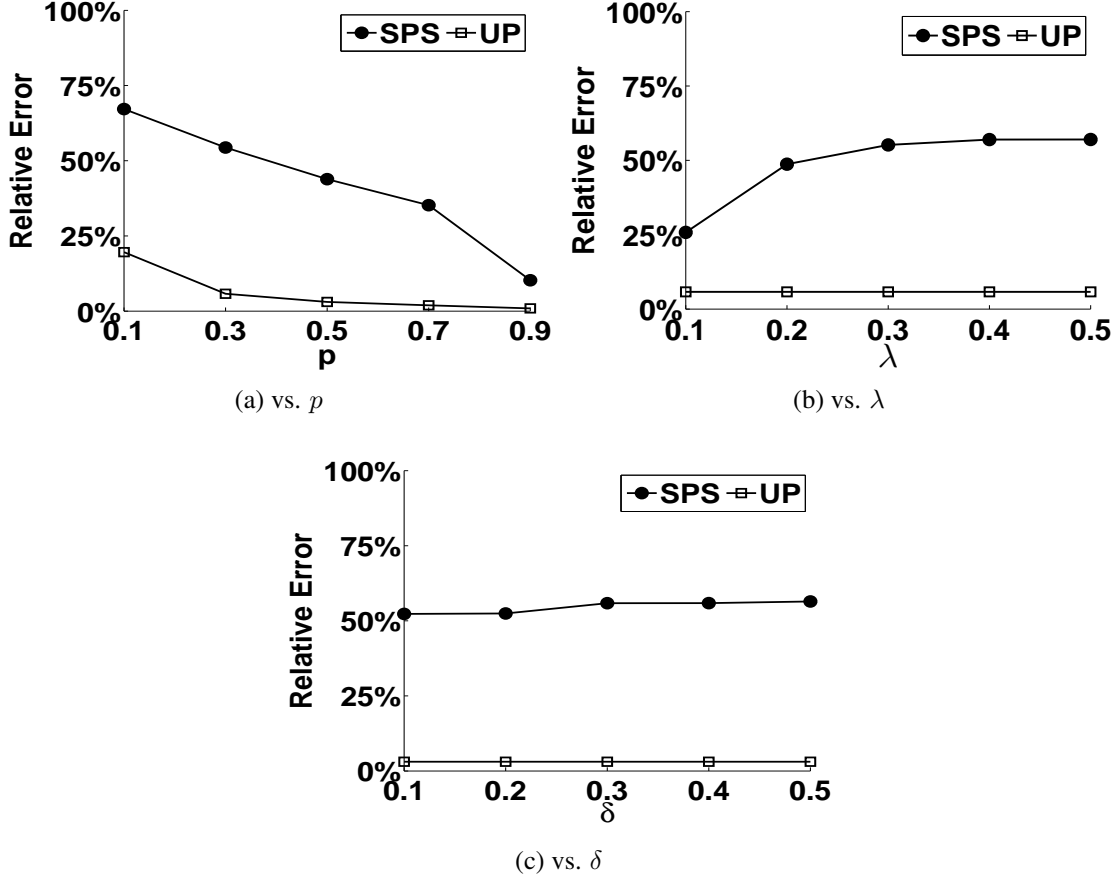 100%
75%
50%
25%
0%
Relative Error
SPS UP
0.1 0.3 0.5 0.7 0.9
p
(a) vs. p
100%
75%
50%
25%
0%
Relative Error
SPS UP
0.1 0.2 0.3 0.4 0.5
λ
(b) vs. λ
100%
75%
50%
25%
0%
Relative Error
SPS UP
0.1 0.2 0.3 0.4 0.5
δ
(c) vs. δ